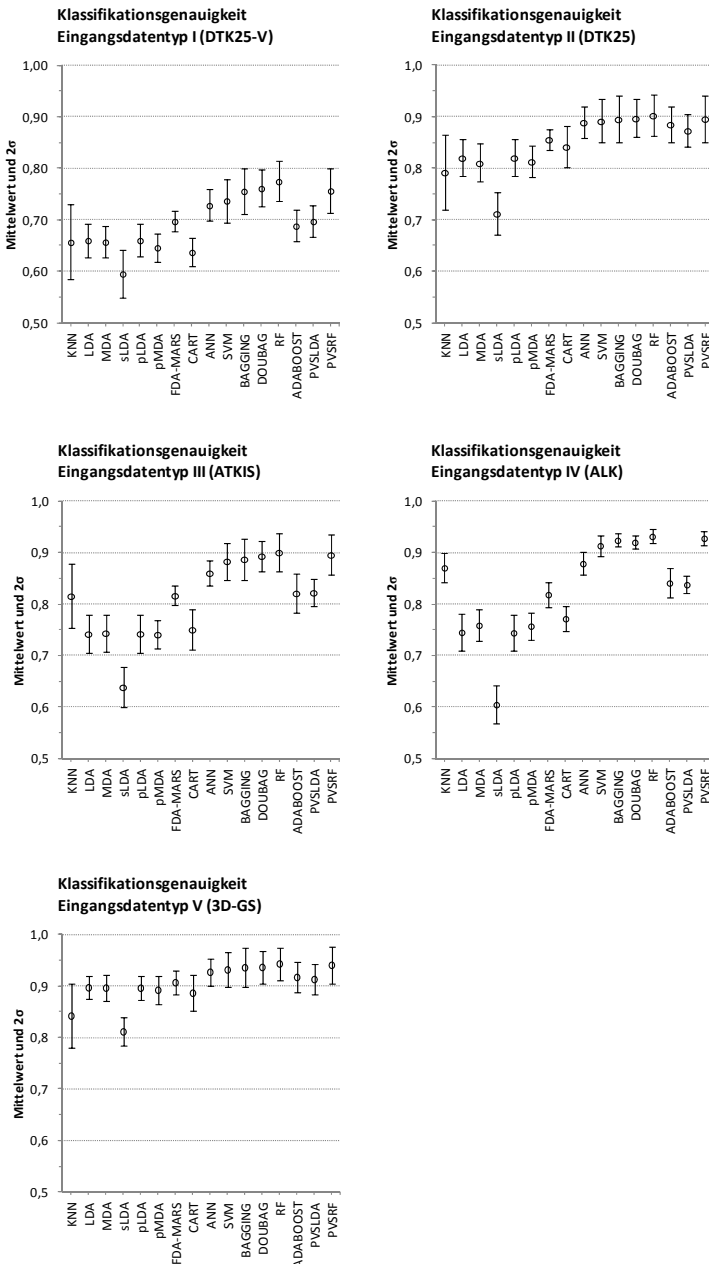 Klassifikationsgenauigkeit
Eingangsdatentyp I (DTK25-V)
1,00
0,90
0,80
0,70
0,60
0,50
Mittelwert und 2σ
KNN
LDA
MDA
sLDA
pLDA
pMDA
FDA-MARS
CART
ANN
SVM
BAGGING
DOUBAG
RF
ADABOOST
PVSLDA
PVSRF
Klassifikationsgenauigkeit
Eingangsdatentyp II (DTK25)
1,00
0,90
0,80
0,70
0,60
0,50
Mittelwert und 2σ
KNN
LDA
MDA
sLDA
pLDA
pMDA
FDA-MARS
CART
ANN
SVM
BAGGING
DOUBAG
RF
ADABOOST
PVSLDA
PVSRF
Klassifikationsgenauigkeit
Eingangsdatentyp III (ATKIS)
1,0
0,9
0,8
0,7
0,6
0,5
Mittelwert und 2σ
KNN
LDA
MDA
sLDA
pLDA
pMDA
FDA-MARS
CART
ANN
SVM
BAGGING
DOUBAG
RF
ADABOOST
PVSLDA
PVSRF
Klassifikationsgenauigkeit
Eingangsdatentyp IV (ALK)
1,0
0,9
0,8
0,7
0,6
0,5
Mittelwert und 2σ
KNN
LDA
MDA
sLDA
pLDA
pMDA
FDA-MARS
CART
ANN
SVM
BAGGING
DOUBAG
RF
ADABOOST
PVSLDA
PVSRF
Klassifikationsgenauigkeit
Eingangsdatentyp V (3D-GS)
1,0
0,9
0,8
0,7
0,6
0,5
Mittelwert und 2σ
KNN
LDA
MDA
sLDA
pLDA
pMDA
FDA-MARS
CART
ANN
SVM
BAGGING
DOUBAG
RF
ADABOOST
PVSLDA
PVSRF